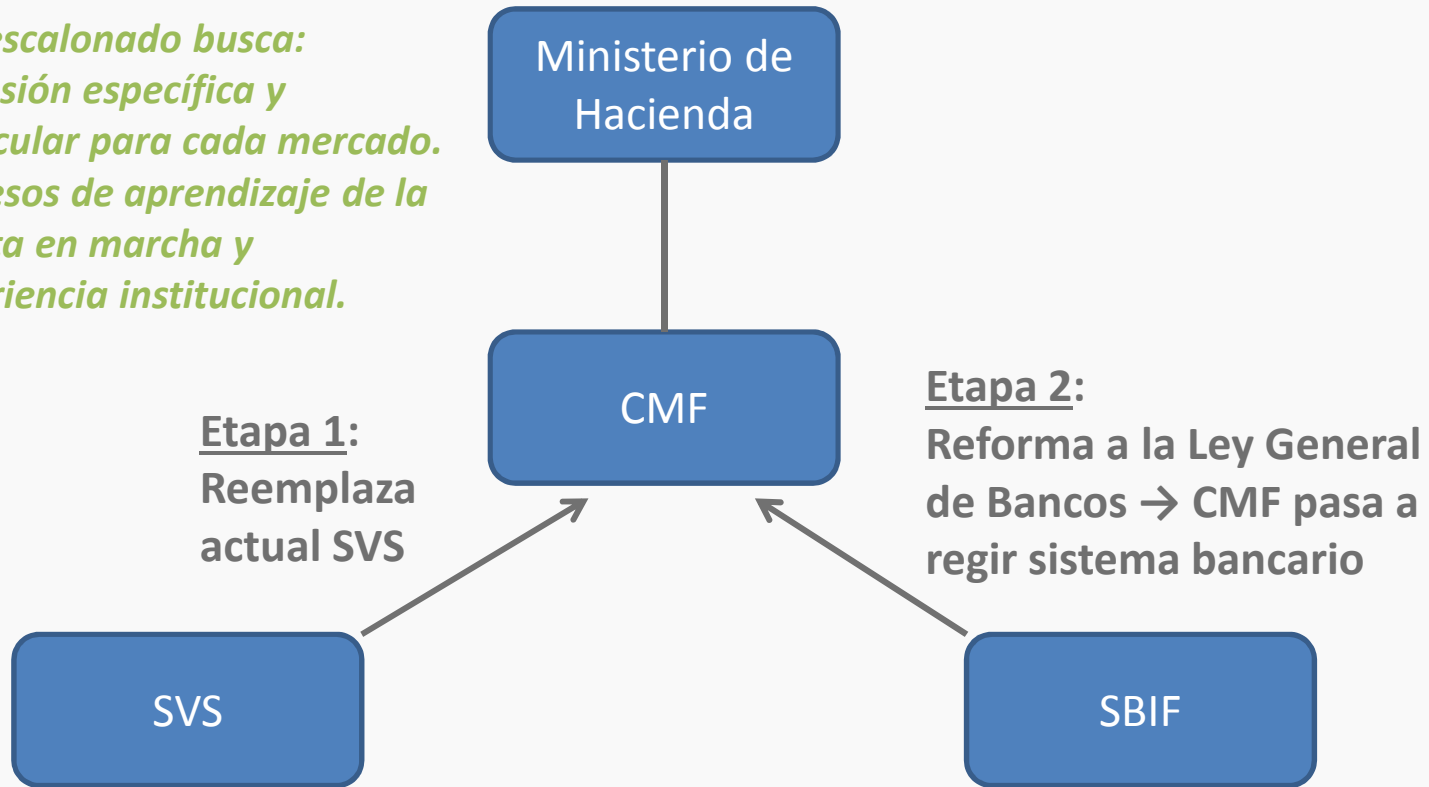 escalonado busca:
sión específica y
cular para cada mercado.
esos de aprendizaje de la
ta en marcha y
riencia institucional.
Ministerio de
Hacienda
CMF
Etapa 1:
Reemplaza
actual SVS
Etapa 2:
Reforma a la Ley General
de Bancos → CMF pasa a
regir sistema bancario
SVS
SBIF